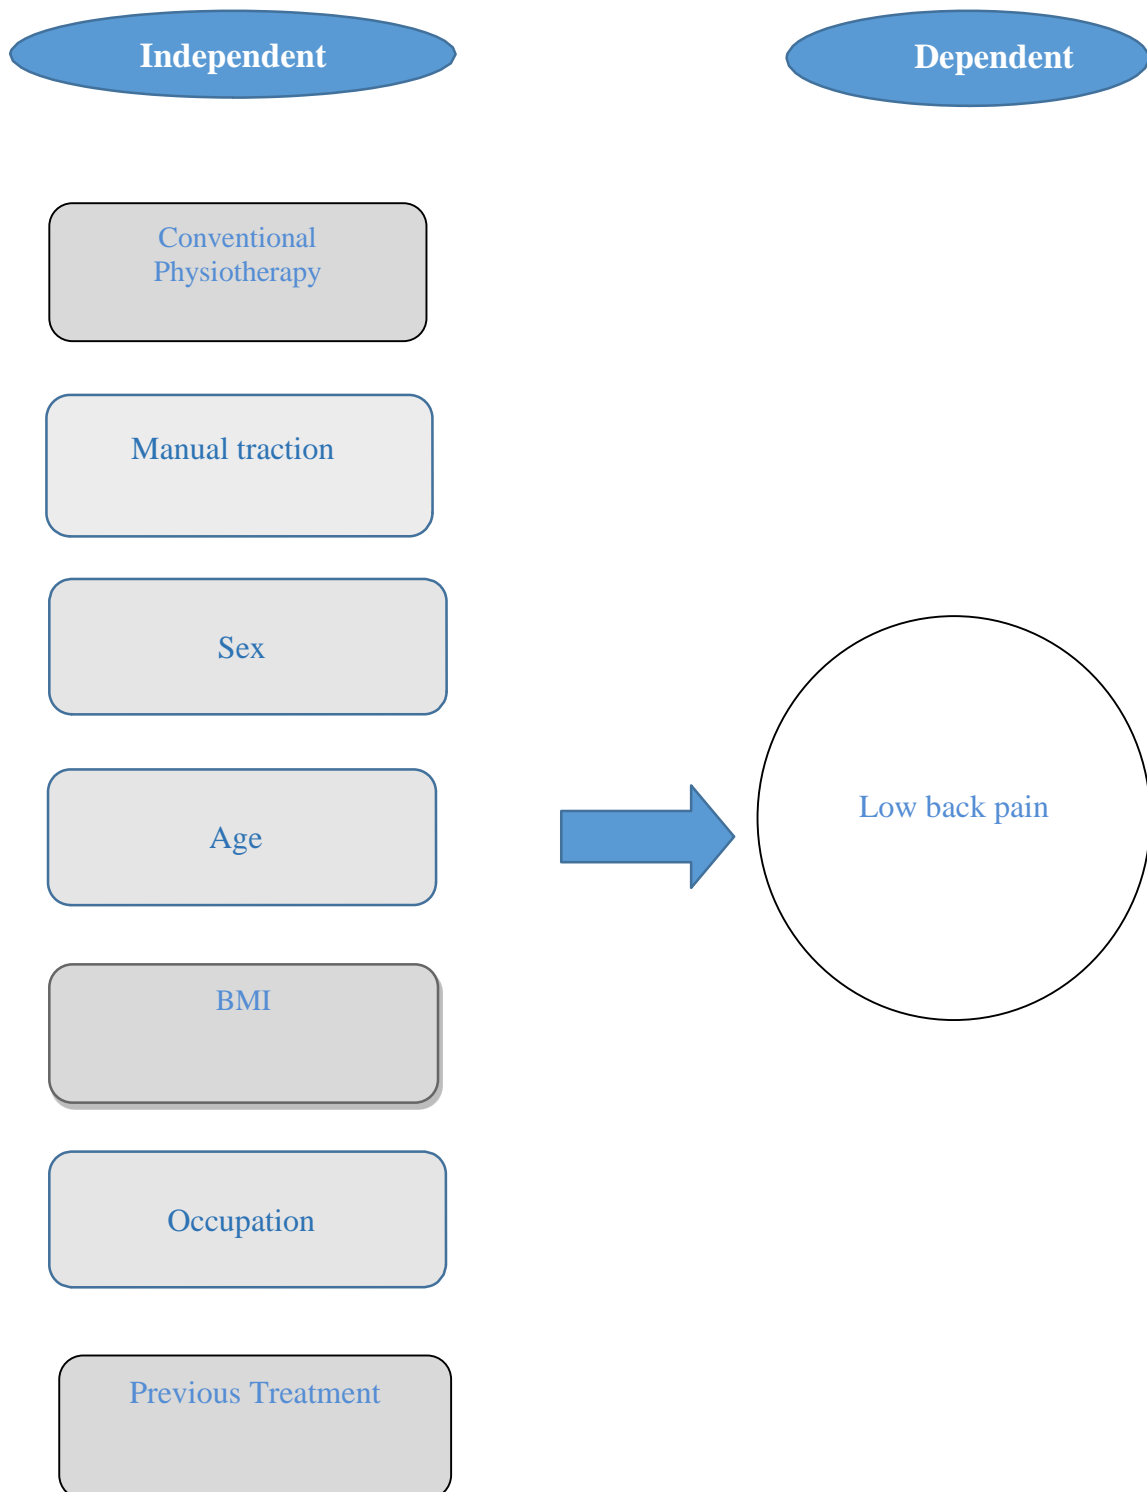 Independent
Dependent
Conventional
Physiotherapy
Manual traction
Sex
Age
Low back pain
BMI
Occupation
Previous Treatment